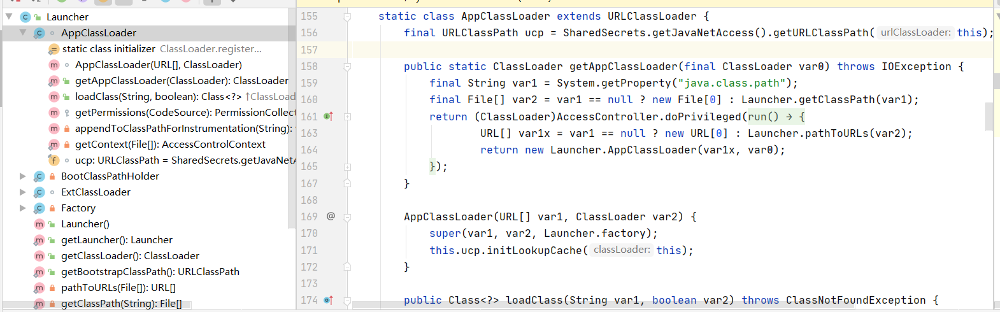 Launcher
AppClassLoader
static class initializer ClassLoader.register...
AppClassLoader(URL[], ClassLoader)
getAppClassLoader(ClassLoader): ClassLoader
loadClass(String, boolean): Class<?> ↑ClassLoad
getPermissions(CodeSource): PermissionCollect
appendToClassPathForInstrumentation(String):
getContext(File[]): AccessControlContext
ucp: URLClassPath = SharedSecrets.getJavaNetA
BootClassPathHolder
ExtClassLoader
Factory
Launcher()
getLauncher(): Launcher
getClassLoader(): ClassLoader
getBootstrapClassPath(): URLClassPath
pathToURLs(File[]): URL[]
getClassPath(String): File[]
155 static class AppClassLoader extends URLClassLoader {
156 final URLClassPath ucp = SharedSecrets.getJavaNetAccess().getURLClassPath( urlClassLoader: this);
157
158 public static ClassLoader getAppClassLoader(final ClassLoader var0) throws IOException {
159 final String var1 = System.getProperty("java.class.path");
160 final File[] var2 = var1 == null ? new File[0] : Launcher.getClassPath(var1);
161 return (ClassLoader)AccessController.doPrivileged(run() → {
163 URL[] var1x = var1 == null ? new URL[0] : Launcher.pathToURLs(var2);
164 return new Launcher.AppClassLoader(var1x, var0);
165 });
167 }
168
169 @ AppClassLoader(URL[] var1, ClassLoader var2) {
170 super(var1, var2, Launcher.factory);
171 this.ucp.initLookupCache( classLoader: this);
172 }
173
174 public Class<?> loadClass(String var1, boolean var2) throws ClassNotFoundException {